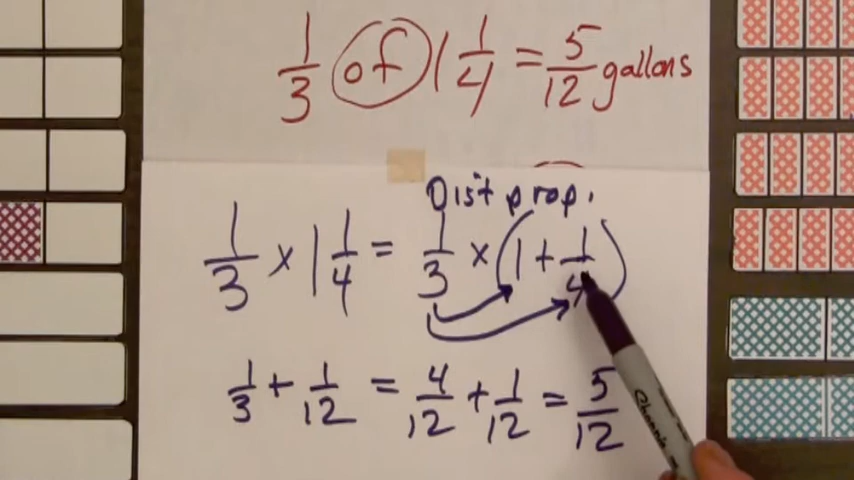 1/3 of 1 1/4 = 5/12 gallons
Dist prop.
1/3 × 1 1/4 = 1/3 × (1 + 1/4)
1/3 + 1/12 = 4/12 + 1/12 = 5/12